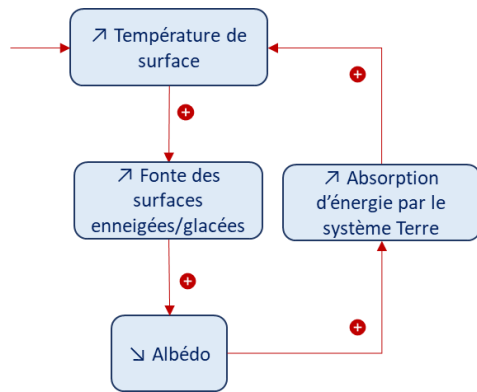 ↗ Température de
surface
+
+
↗ Fonte des
surfaces
enneigées/glacées
↗ Absorption
d’énergie par le
système Terre
+
+
↘ Albédo